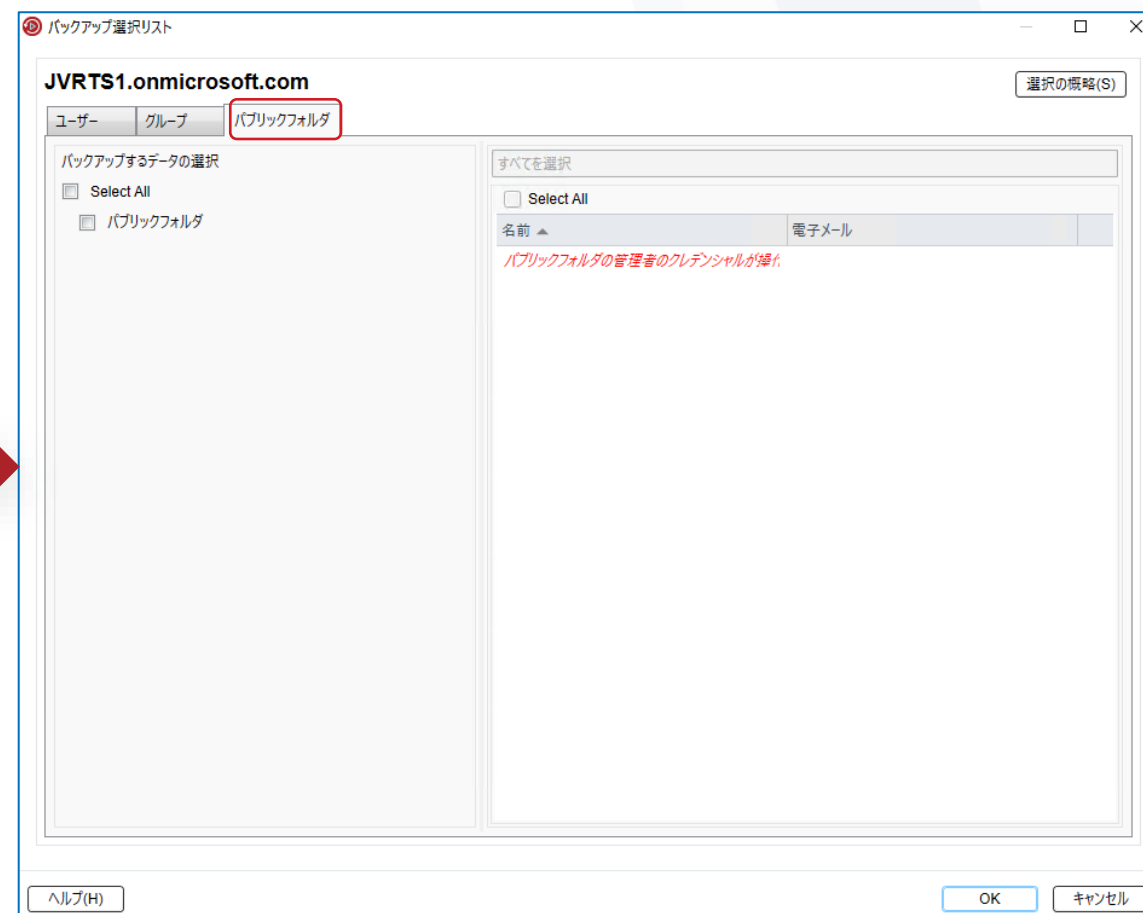 バックアップ選択リスト
JVRTS1.onmicrosoft.com
選択の概略(S)
ユーザー グループ パブリックフォルダ
バックアップするデータの選択
Select All
パブリックフォルダ
すべてを選択
Select All
名前 電子メール
パブリックフォルダの管理者のクレデンシャルが操作
ヘルプ(H)
OK キャンセル